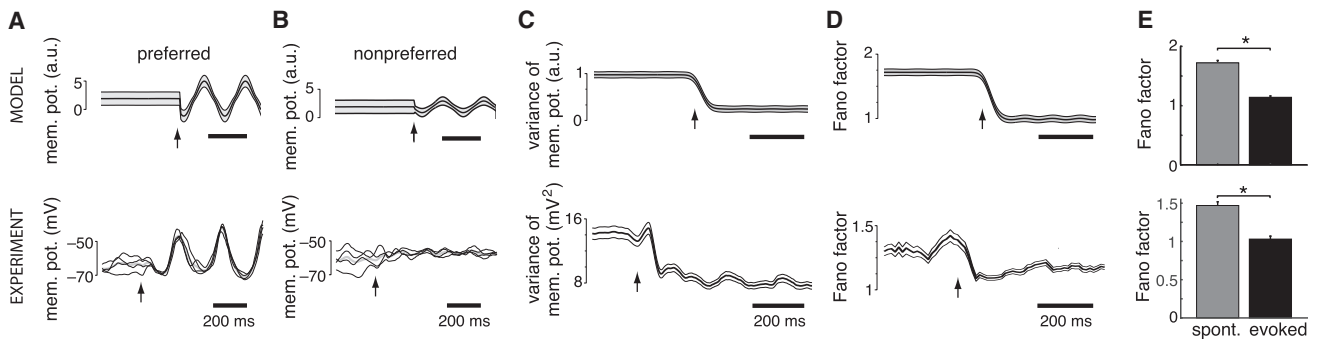 A
B
C
D
E
MODEL
mem. pot. (a.u.)
preferred
5
0
mem. pot. (a.u.)
nonpreferred
5
0
variance of
mem. pot. (a.u.)
1
0
Fano factor
2
1
Fano factor
2
1
0
*
EXPERIMENT
mem. pot. (mV)
−50
−70
200 ms
mem. pot. (mV)
−50
−70
200 ms
variance of
mem. pot. (mV²)
16
8
200 ms
Fano factor
1.5
1
200 ms
Fano factor
1.5
1
0.5
0
*
spont. evoked